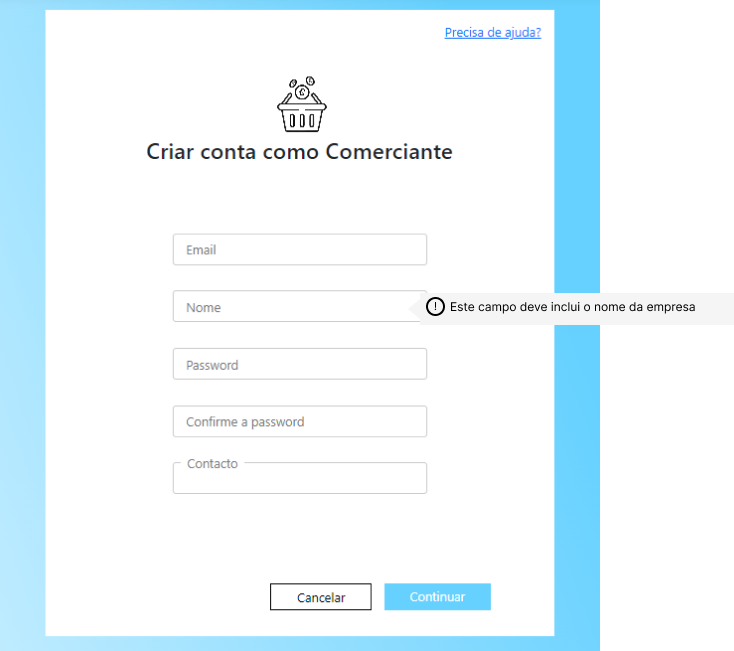 Precisa de ajuda?
Criar conta como Comerciante
Email
Nome
! Este campo deve inclui o nome da empresa
Password
Confirme a password
Contacto
Cancelar
Continuar